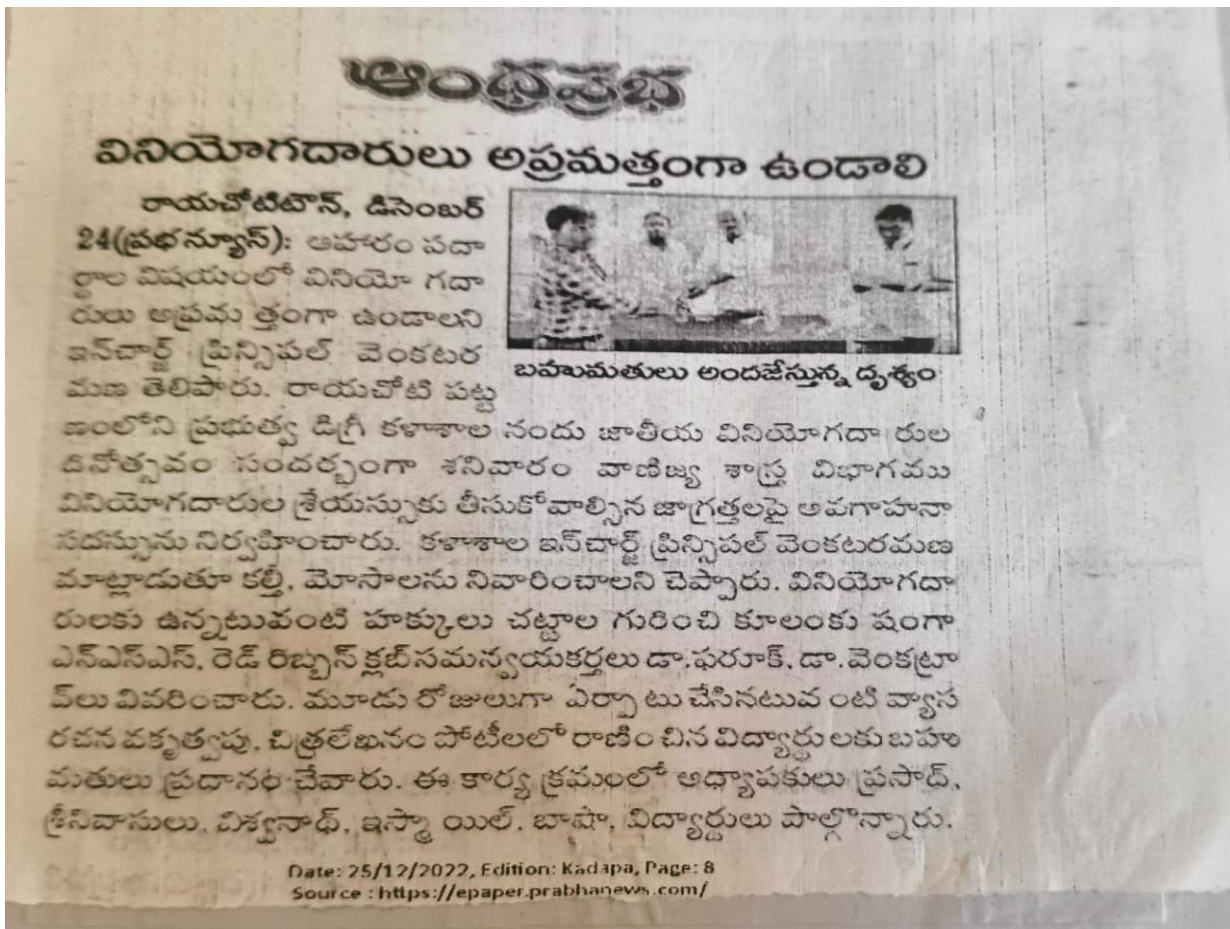 ఆంధ్రప్రభ
వినియోగదారులు అప్రమత్తంగా ఉండాలి
రాయచోటిటౌన్, డిసెంబర్
24(ప్రభన్యూస్): ఆహారం పదా
ర్థాల విషయంలో వినియో గదా
రులు అప్రమ త్తంగా ఉండాలని
ఇన్‌చార్జ్ ప్రిన్సిపల్ వెంకటర
మణ తెలిపారు. రాయచోటి పట్ట
బహుమతులు అందజేస్తున్న దృశ్యం
ణంలోని ప్రభుత్వ డిగ్రీ కళాశాల నందు జాతీయ వినియోగదా రుల
దినోత్సవం సందర్భంగా శనివారం వాణిజ్య శాస్త్ర విభాగము
వినియోగదారుల శ్రేయస్సుకు తీసుకోవాల్సిన జాగ్రత్తలపై అవగాహనా
సదస్సును నిర్వహించారు. కళాశాల ఇన్‌చార్జ్ ప్రిన్సిపల్ వెంకటరమణ
మాట్లాడుతూ కల్తీ, మోసాలను నివారించాలని చెప్పారు. వినియోగదా
రులకు ఉన్నటువంటి హక్కులు చట్టాల గురించి కూలంకు షంగా
ఎన్ఎస్ఎస్, రెడ్ రిబ్బన్ క్లబ్ సమన్వయకర్తలు డా.ఫరూక్, డా.వెంకట్రా
వ్‌లు వివరించారు. మూడు రోజులుగా ఏర్పా టు చేసినటువ ంటి వ్యాస
రచన వకృత్వపు, చిత్రలేఖనం పోటీలలో రాణిం చిన విద్యార్థు లకు బహు
మతులు ప్రదానం చేవారు. ఈ కార్య క్రమంలో అధ్యాపకులు ప్రసాద్,
శ్రీనివాసులు, విశ్వనాథ్, ఇస్మా యిల్, బాషా, విద్యార్థులు పాల్గొన్నారు.
Date: 25/12/2022, Edition: Kadapa, Page: 8
Source : https://epaper.prabhanews.com/